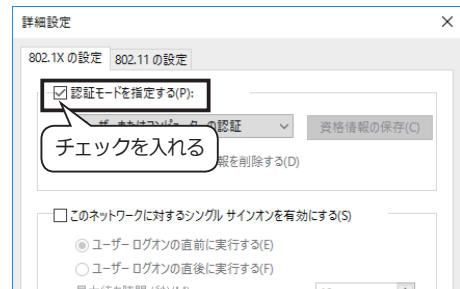 詳細設定
802.1X の設定 802.11 の設定
認証モードを指定する(P):
の認証 資格情報の保存(C)
チェックを入れる
報を削除する(D)
このネットワークに対するシングル サインオンを有効にする(S)
ユーザー ログオンの直前に実行する(E)
ユーザー ログオンの直後に実行する(F)